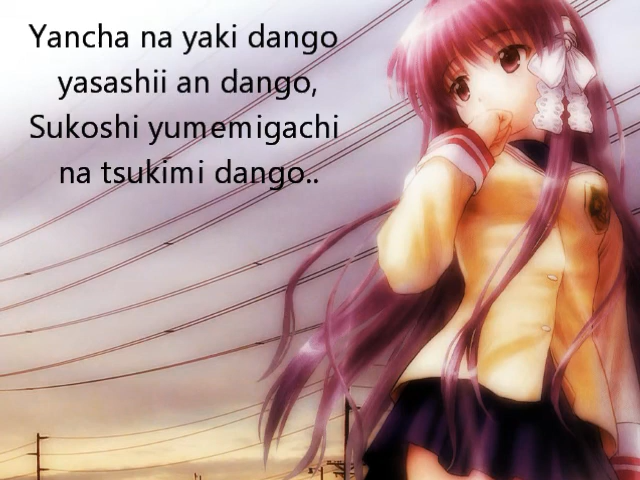 Yancha na yaki dango
yasashii an dango,
Sukoshi yumemigachi
na tsukimi dango..